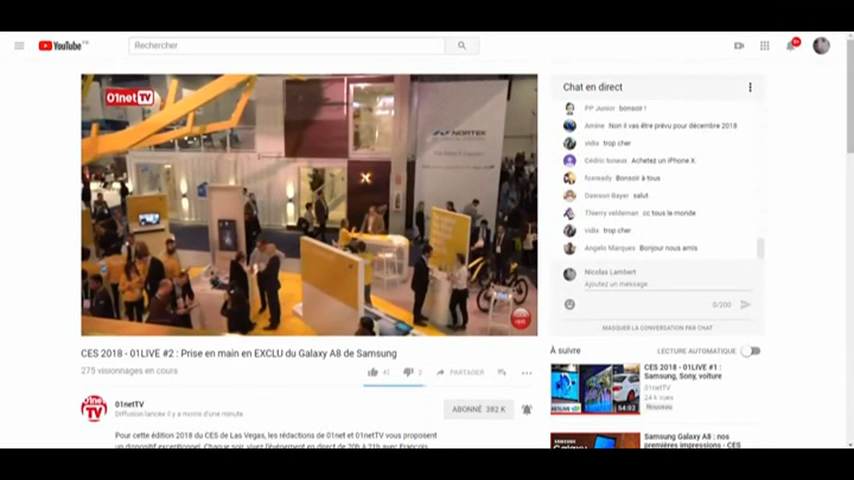 YouTube FR
Rechercher
9+
01net TV
NORTEK
CES 2018 - 01LIVE #2 : Prise en main en EXCLU du Galaxy A8 de Samsung
275 visionnages en cours
41
2
PARTAGER
01netTV
Diffusion lancée il y a moins d'une minute
ABONNÉ 382 K
Pour cette édition 2018 du CES de Las Vegas, les rédactions de 01net et 01netTV vous proposent
un dispositif exceptionnel. Chaque soir, vivez l'événement en direct de 20h à 21h avec François
Chat en direct
PP Junior bonsoir !
Amine Non il vas être prévu pour décembre 2018
vidix trop cher
Cédric boneus Achetez un iPhone X.
foxready Bonsoir à tous
Dawson Bayer salut
Thierry veldeman cc tous le monde
vidix trop cher
Angelo Marques Bonjour nous amis
Nicolas Lambert
Ajoutez un message...
0/200
MASQUER LA CONVERSATION PAR CHAT
À suivre
LECTURE AUTOMATIQUE
54:02
CES 2018 - 01LIVE #1 :
Samsung, Sony, voiture
01netTV
24 k vues
Nouveau
SAMSUNG
Samsung Galaxy A8 : nos
premières impressions - CES